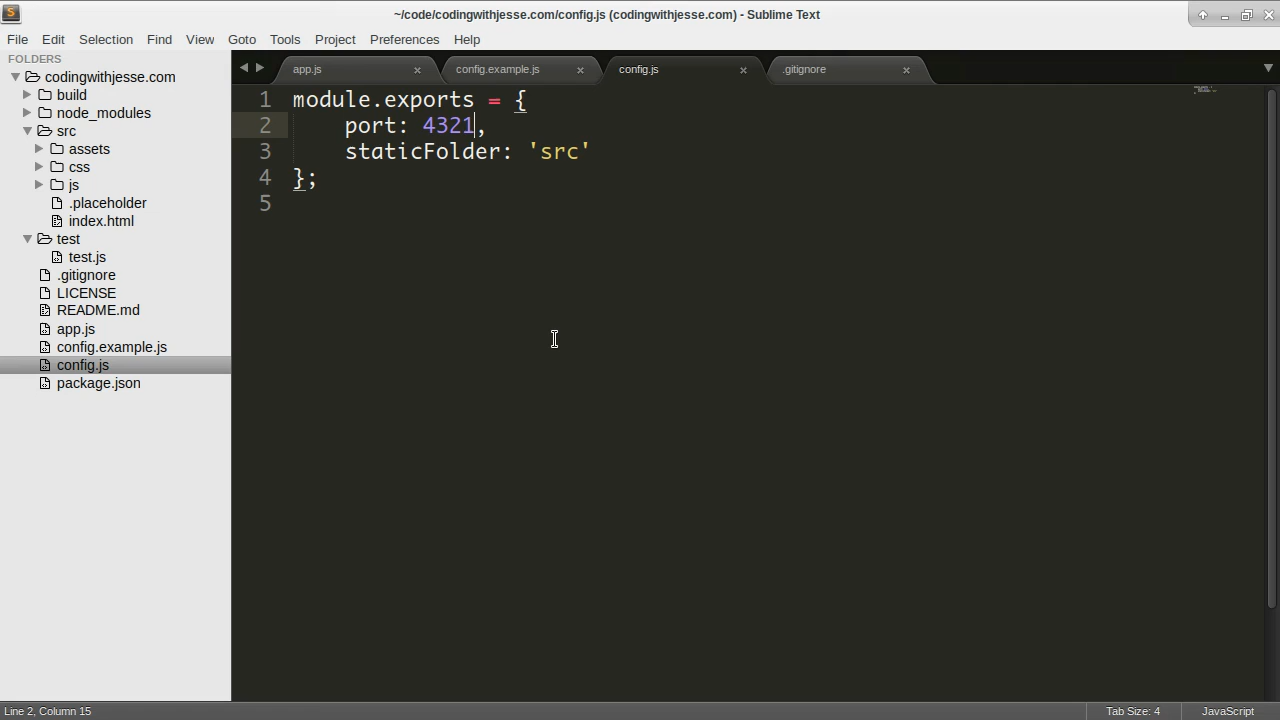 ~/code/codingwithjesse.com/config.js (codingwithjesse.com) - Sublime Text
File Edit Selection Find View Goto Tools Project Preferences Help
FOLDERS
codingwithjesse.com
build
node_modules
src
assets
css
js
.placeholder
index.html
test
test.js
.gitignore
LICENSE
README.md
app.js
config.example.js
config.js
package.json
app.js config.example.js config.js .gitignore
1 module.exports = {
2 port: 4321,
3 staticFolder: 'src'
4 };
5
Line 2, Column 15 Tab Size: 4 JavaScript